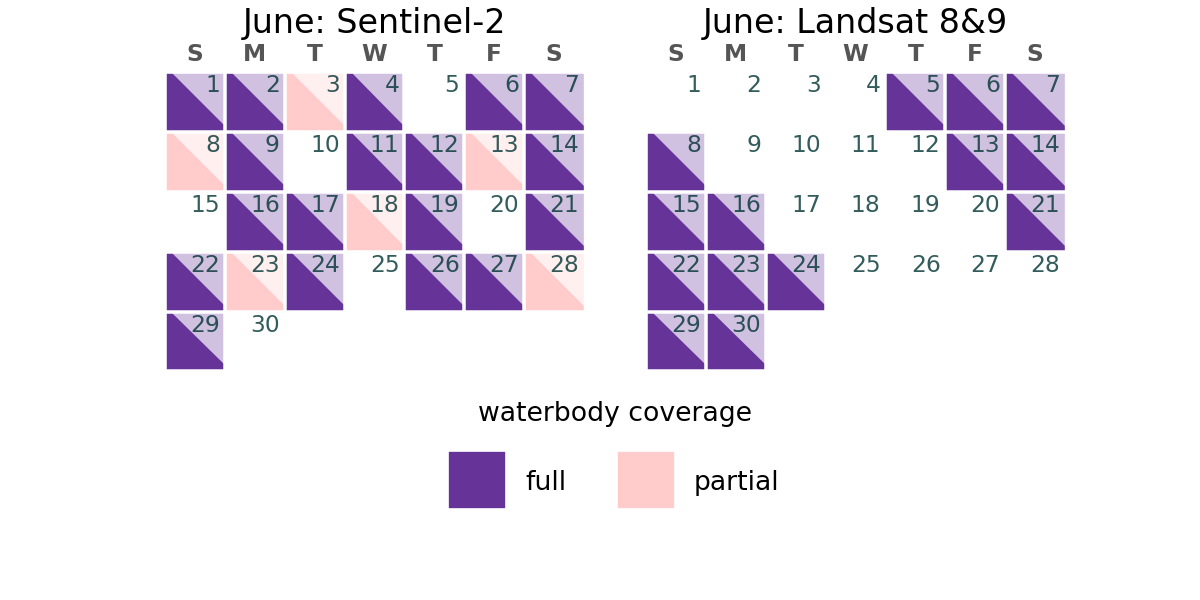 June: Sentinel-2
S M T W T F S
1 2 3 4 5 6 7
8 9 10 11 12 13 14
15 16 17 18 19 20 21
22 23 24 25 26 27 28
29 30
June: Landsat 8&9
S M T W T F S
1 2 3 4 5 6 7
8 9 10 11 12 13 14
15 16 17 18 19 20 21
22 23 24 25 26 27 28
29 30
waterbody coverage
full partial